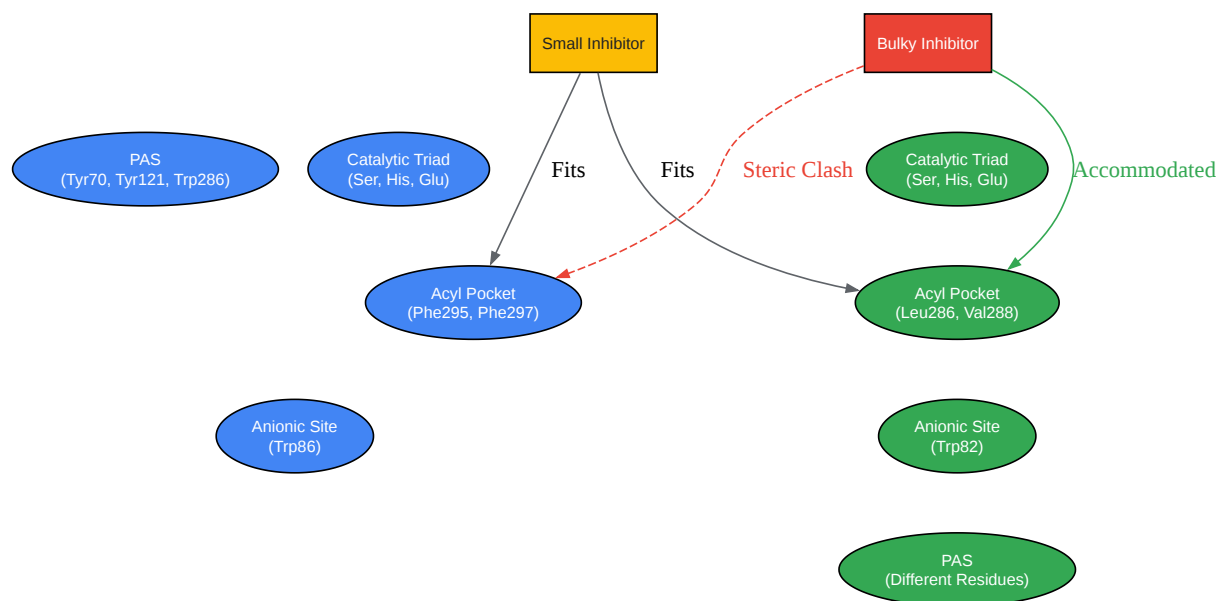 Small Inhibitor
Bulky Inhibitor
PAS
(Tyr70, Tyr121, Trp286)
Catalytic Triad
(Ser, His, Glu)
Fits
Fits
Steric Clash
Catalytic Triad
(Ser, His, Glu)
Accommodated
Acyl Pocket
(Phe295, Phe297)
Acyl Pocket
(Leu286, Val288)
Anionic Site
(Trp86)
Anionic Site
(Trp82)
PAS
(Different Residues)